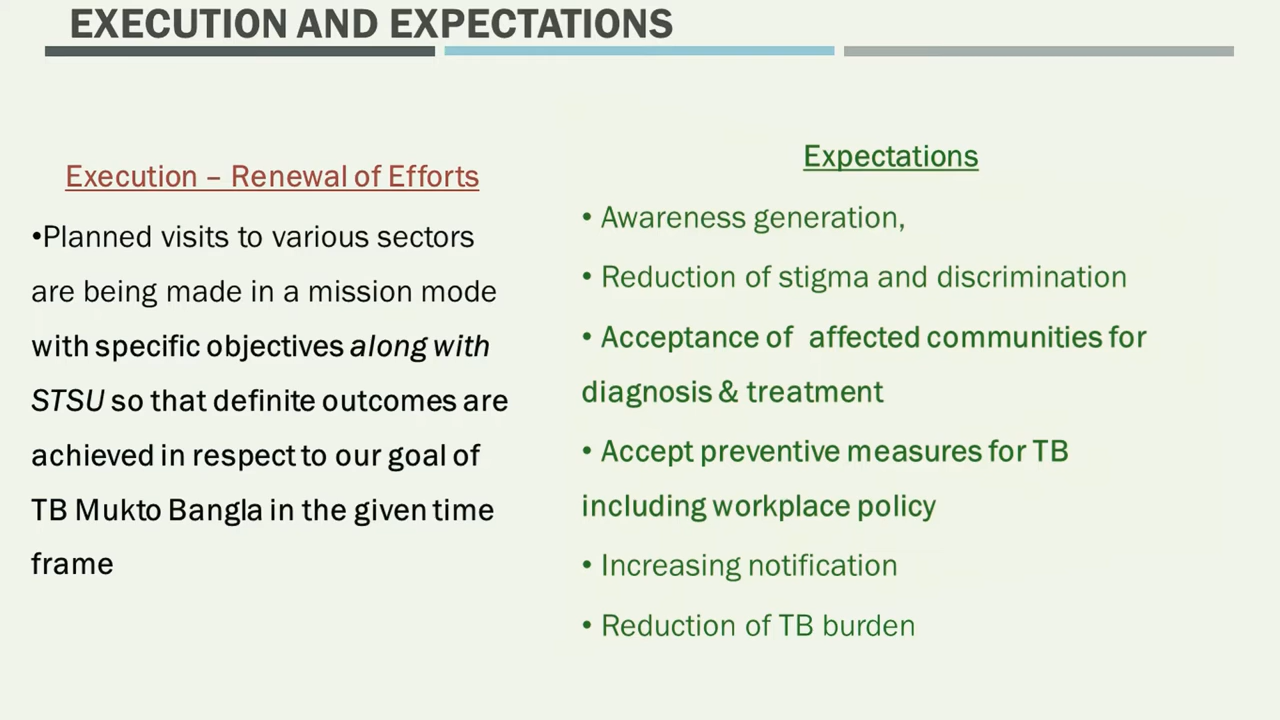 EXECUTION AND EXPECTATIONS
Execution – Renewal of Efforts
•Planned visits to various sectors
are being made in a mission mode
with specific objectives along with
STSU so that definite outcomes are
achieved in respect to our goal of
TB Mukto Bangla in the given time
frame
Expectations
• Awareness generation,
• Reduction of stigma and discrimination
• Acceptance of  affected communities for
diagnosis & treatment
• Accept preventive measures for TB
including workplace policy
• Increasing notification
• Reduction of TB burden